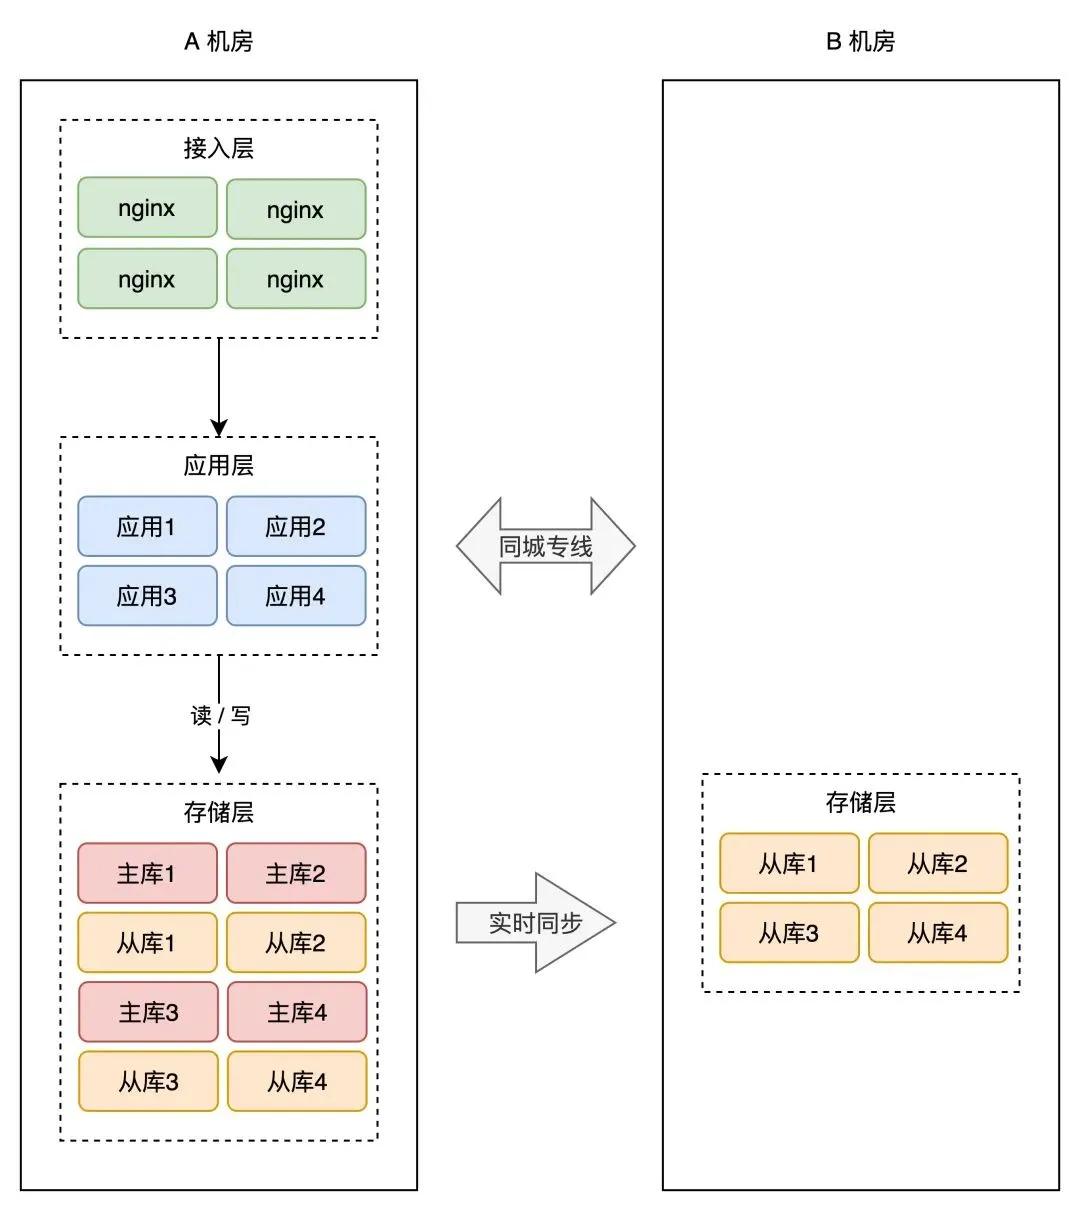 A 机房
B 机房
接入层
nginx
nginx
nginx
nginx
应用层
应用1
应用2
应用3
应用4
同城专线
读 / 写
存储层
主库1
主库2
从库1
从库2
主库3
主库4
从库3
从库4
实时同步
存储层
从库1
从库2
从库3
从库4